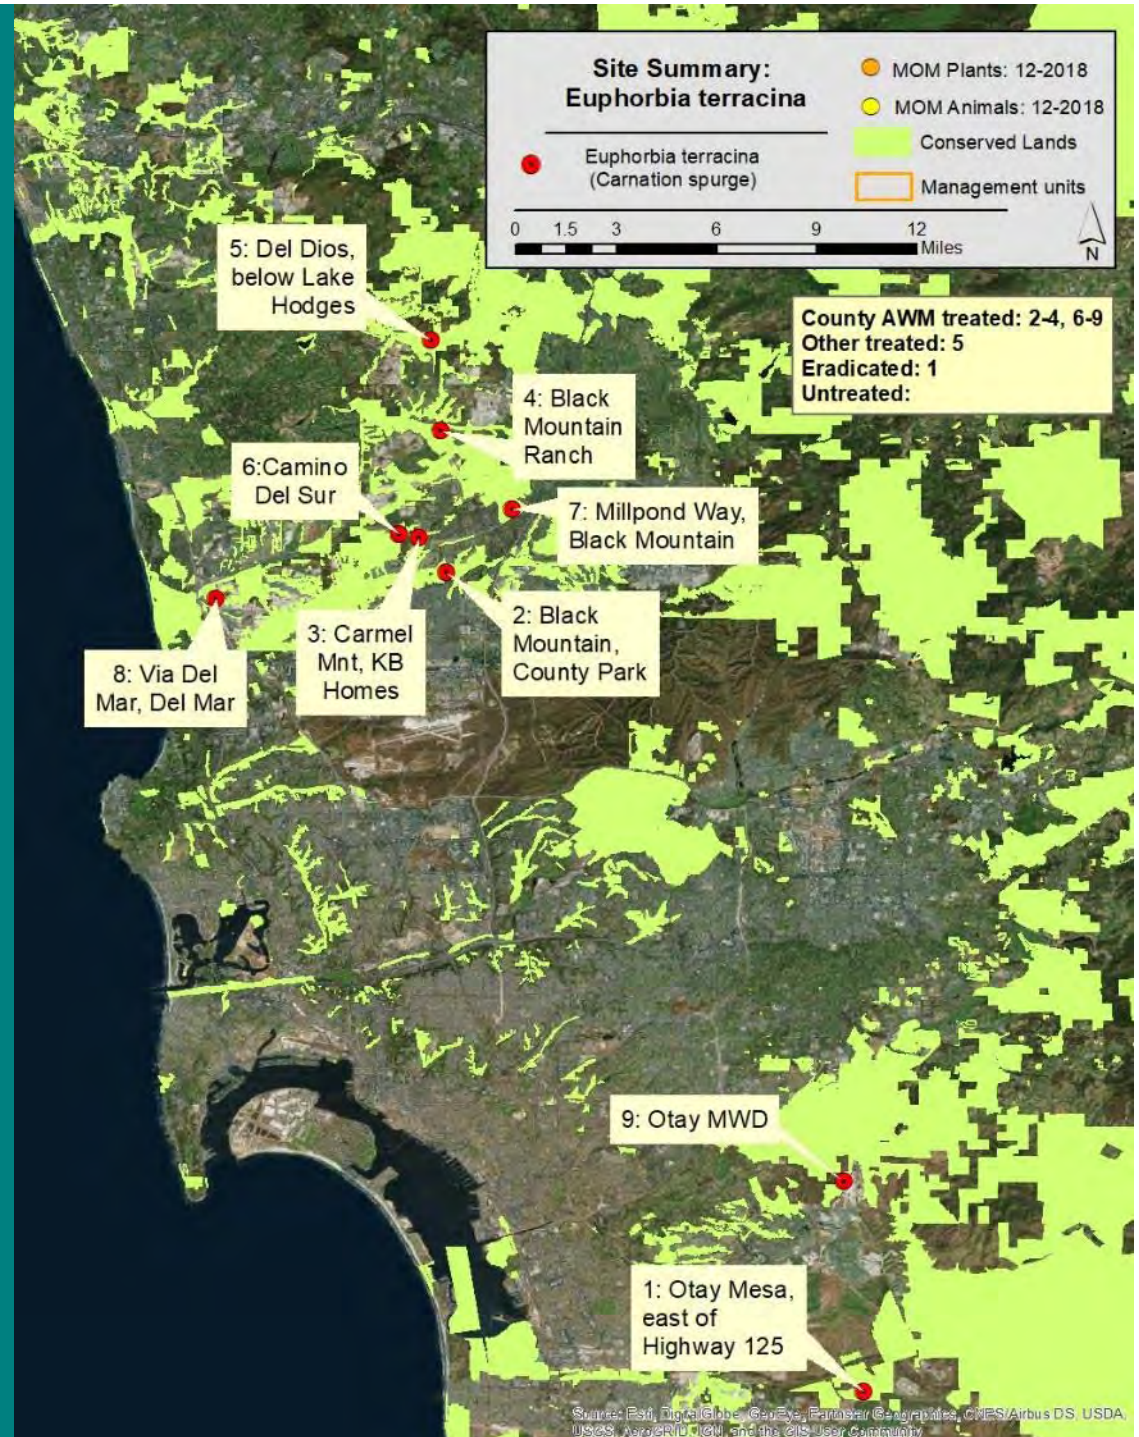 Site Summary:
Euphorbia terracina
Euphorbia terracina
(Carnation spurge)
MOM Plants: 12-2018
MOM Animals: 12-2018
Conserved Lands
Management units
0 1.5 3 6 9 12
Miles
N
County AWM treated: 2-4, 6-9
Other treated: 5
Eradicated: 1
Untreated:
5: Del Dios,
below Lake
Hodges
4: Black
Mountain
Ranch
6:Camino
Del Sur
7: Millpond Way,
Black Mountain
8: Via Del
Mar, Del Mar
3: Carmel
Mnt, KB
Homes
2: Black
Mountain,
County Park
9: Otay MWD
1: Otay Mesa,
east of
Highway 125
Source: Esri, DigitalGlobe, GeoEye, Earthstar Geographics, CNES/Airbus DS, USDA,
USGS, AeroGRID, IGN, and the GIS User Community